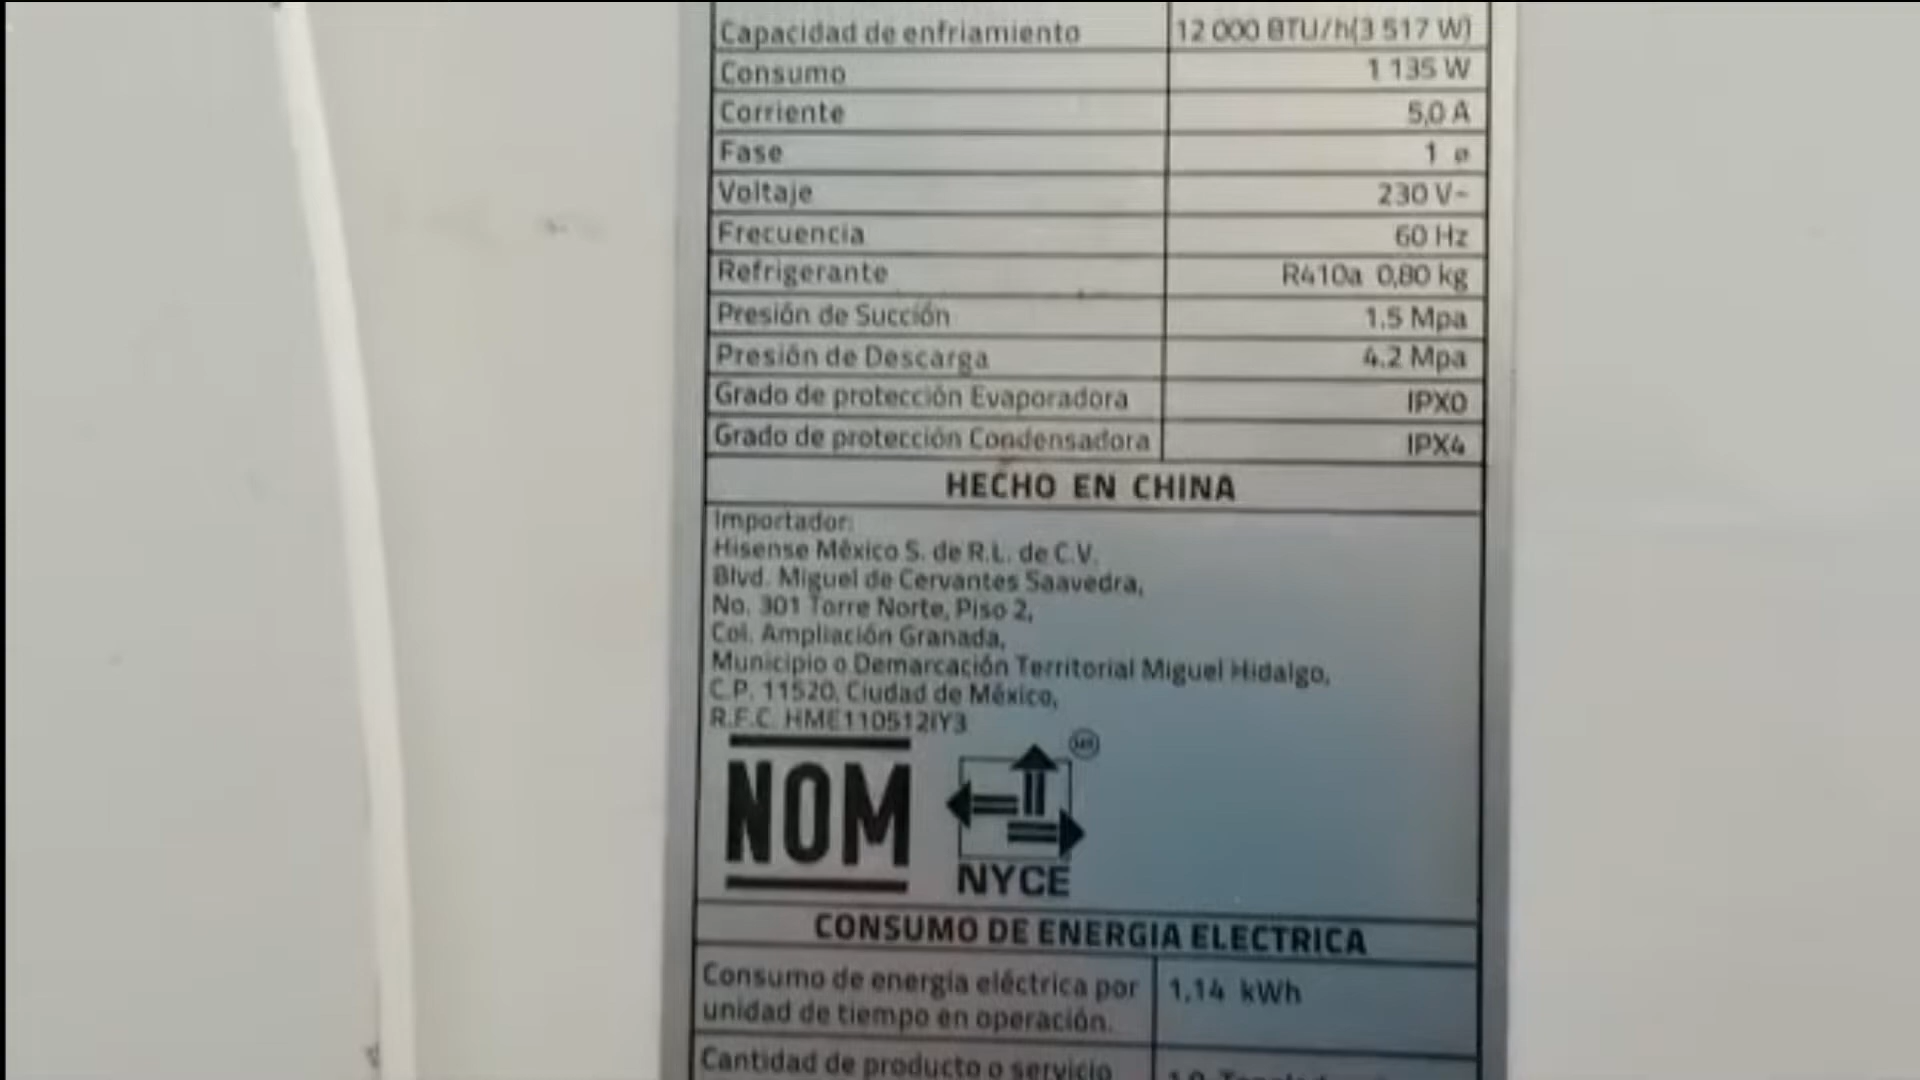 Capacidad de enfriamiento 12 000 BTU/h(3 517 W)
Consumo 1 135 W
Corriente 5,0 A
Fase 1 ø
Voltaje 230 V~
Frecuencia 60 Hz
Refrigerante R410a 0,80 kg
Presión de Succión 1.5 Mpa
Presión de Descarga 4.2 Mpa
Grado de protección Evaporadora IPX0
Grado de protección Condensadora IPX4
HECHO EN CHINA
Importador:
Hisense México S. de R.L. de C.V.
Blvd. Miguel de Cervantes Saavedra,
No. 301 Torre Norte, Piso 2,
Col. Ampliación Granada,
Municipio o Demarcación Territorial Miguel Hidalgo,
C.P. 11520, Ciudad de México,
R.F.C. HME110512IY3
NOM
NYCE
CONSUMO DE ENERGIA ELECTRICA
Consumo de energía eléctrica por 1,14 kWh
unidad de tiempo en operación.
Cantidad de producto o servicio